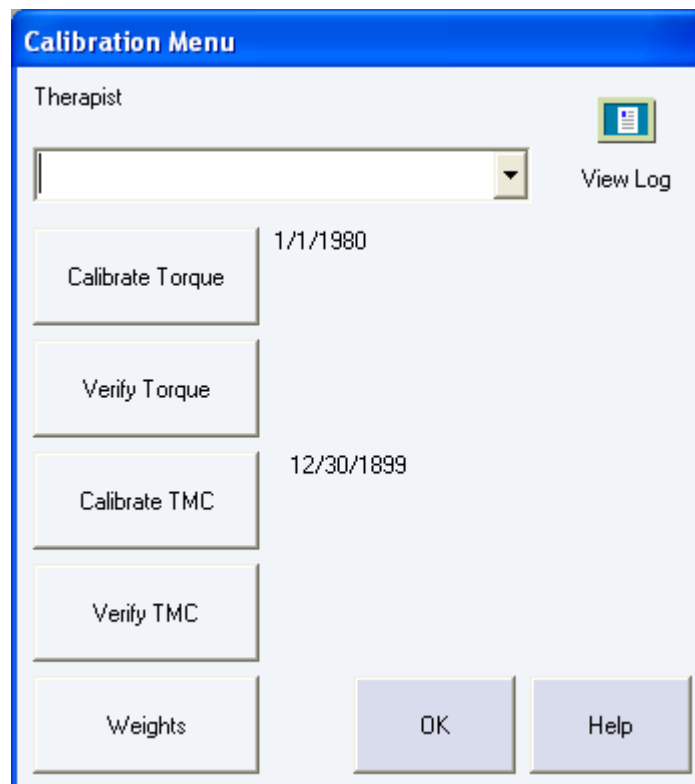 Calibration Menu
Therapist
View Log
Calibrate Torque
1/1/1980
Verify Torque
Calibrate TMC
12/30/1899
Verify TMC
Weights
OK
Help